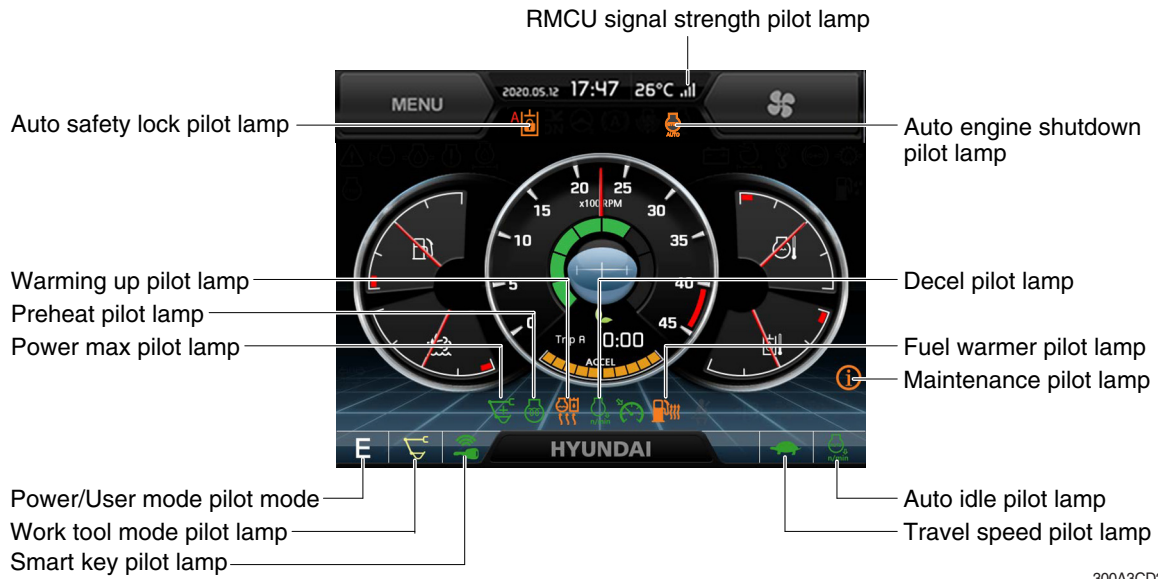 RMCU signal strength pilot lamp
MENU
2020.05.12 17:47 26°C
Auto safety lock pilot lamp
A
AUTO
Auto engine shutdown
pilot lamp
20 25
x100RPM
15 30
10 35
5 40
0 45
Warming up pilot lamp
Decel pilot lamp
Preheat pilot lamp
Power max pilot lamp
Trip A 0:00
ACCEL
Fuel warmer pilot lamp
Maintenance pilot lamp
n/min
E
HYUNDAI
n/min
Power/User mode pilot mode
Auto idle pilot lamp
Work tool mode pilot lamp
Travel speed pilot lamp
Smart key pilot lamp